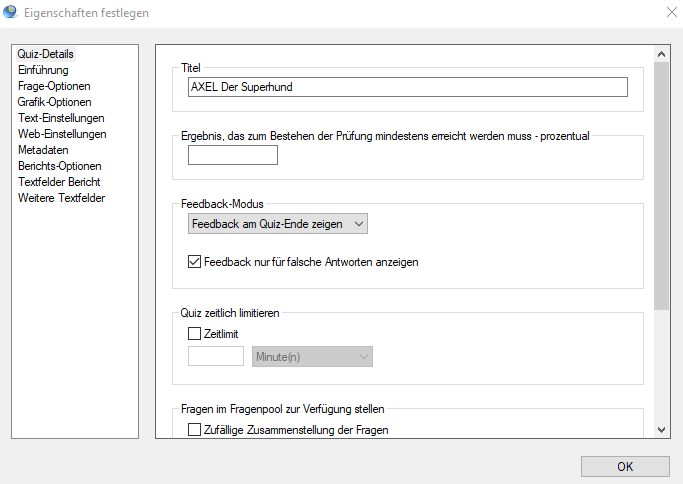 Eigenschaften festlegen
Quiz-Details
Einführung
Frage-Optionen
Grafik-Optionen
Text-Einstellungen
Web-Einstellungen
Metadaten
Berichts-Optionen
Textfelder Bericht
Weitere Textfelder
Titel
AXEL Der Superhund
Ergebnis, das zum Bestehen der Prüfung mindestens erreicht werden muss - prozentual
Feedback-Modus
Feedback am Quiz-Ende zeigen
Feedback nur für falsche Antworten anzeigen
Quiz zeitlich limitieren
Zeitlimit
Minute(n)
Fragen im Fragenpool zur Verfügung stellen
Zufällige Zusammenstellung der Fragen
OK